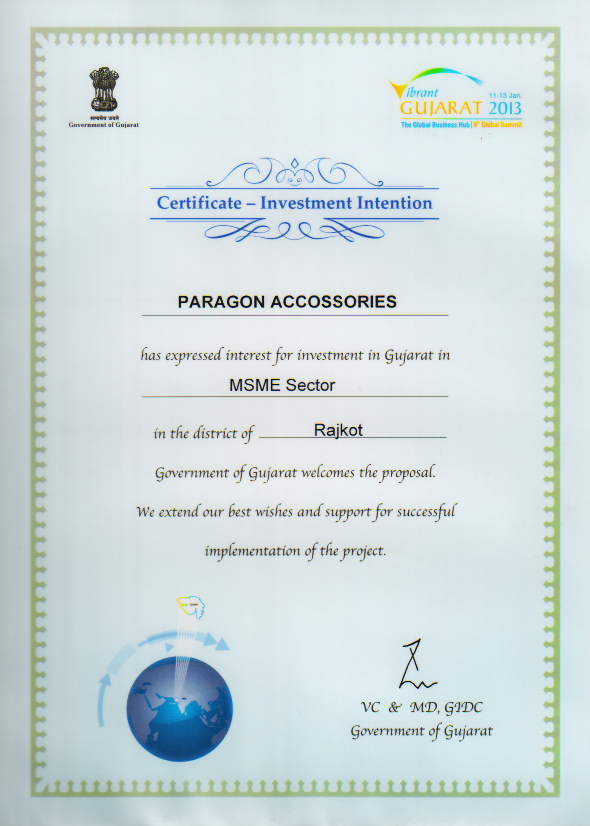 सत्यमेव जयते
Government of Gujarat
Vibrant 11-13 Jan.
GUJARAT 2013
The Global Business Hub | 6th Global Summit
Certificate – Investment Intention
PARAGON ACCOSSORIES
has expressed interest for investment in Gujarat in
MSME Sector
in the district of Rajkot
Government of Gujarat welcomes the proposal.
We extend our best wishes and support for successful
implementation of the project.
VC & MD, GIDC
Government of Gujarat